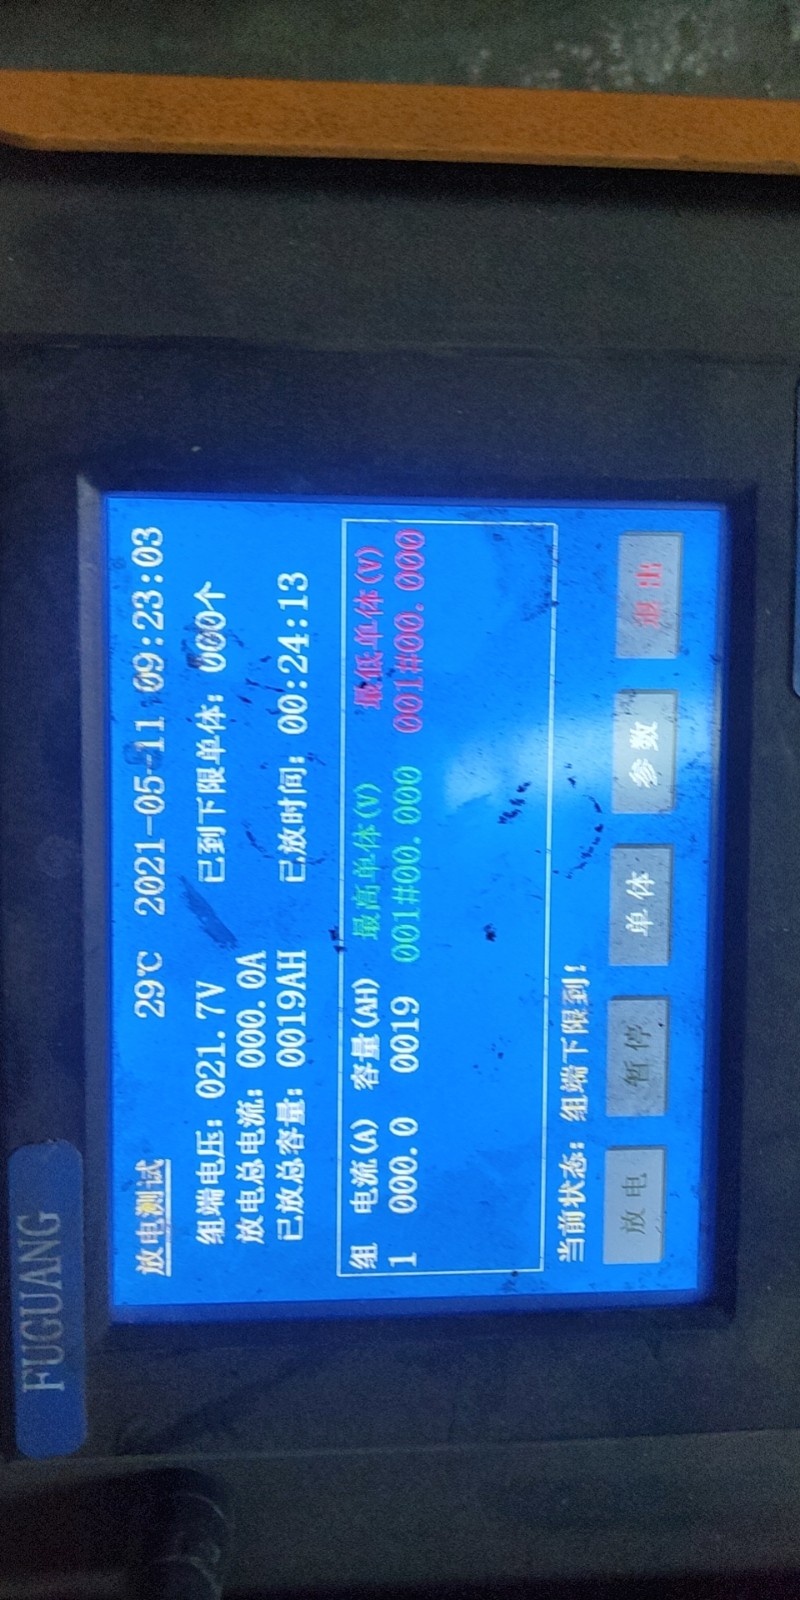 FUGUANG
放电测试 29℃ 2021-05-11 09:23:03
组端电压: 021.7V 已到下限单体: 000个
放电总电流: 000.0A
已放总容量: 0019AH 已放时间: 00:24:13
组 电流(A) 容量(AH) 最高单体(V) 最低单体(V)
1 000.0 0019 001#00.000 001#00.000
当前状态: 组端下限到!
放电 暂停 单体 参数 退出